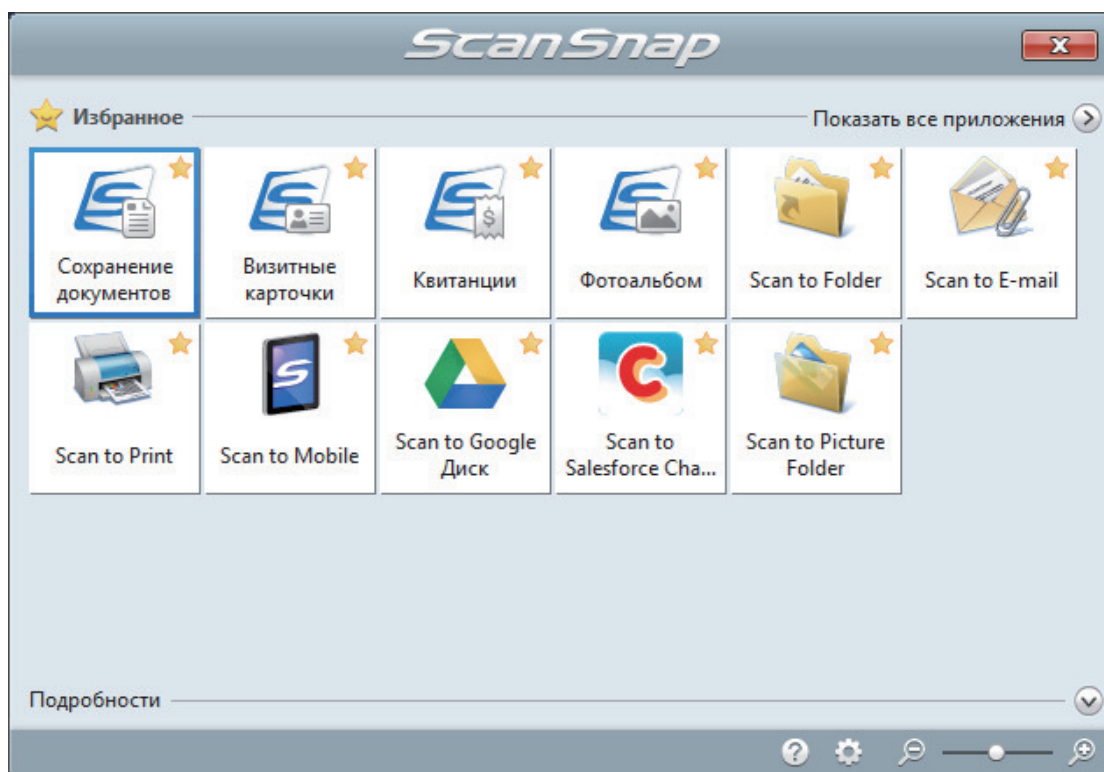 ScanSnap
Избранное
Показать все приложения
Сохранение
документов
Визитные
карточки
Квитанции
Фотоальбом
Scan to Folder
Scan to E-mail
Scan to Print
Scan to Mobile
Scan to Google
Диск
Scan to
Salesforce Cha...
Scan to Picture
Folder
Подробности